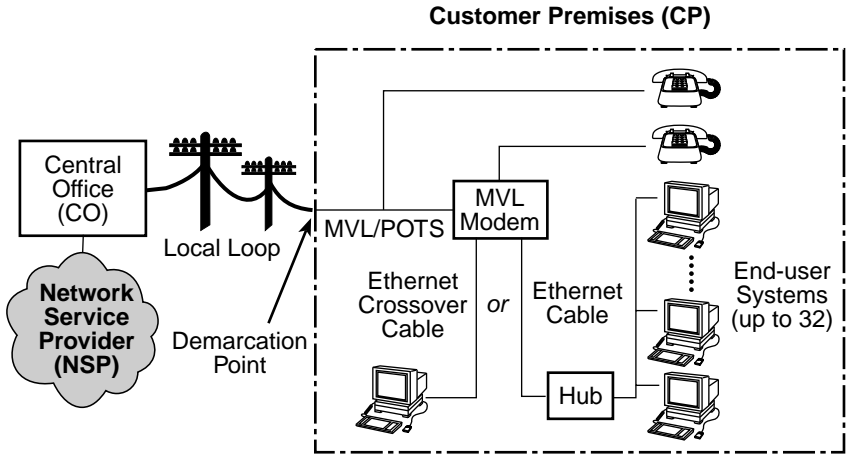 Customer Premises (CP)
Central
Office
(CO)
Local Loop
MVL/POTS
MVL
Modem
Network
Service
Provider
(NSP)
Demarcation
Point
Ethernet
Crossover
Cable
or
Ethernet
Cable
Hub
End-user
Systems
(up to 32)